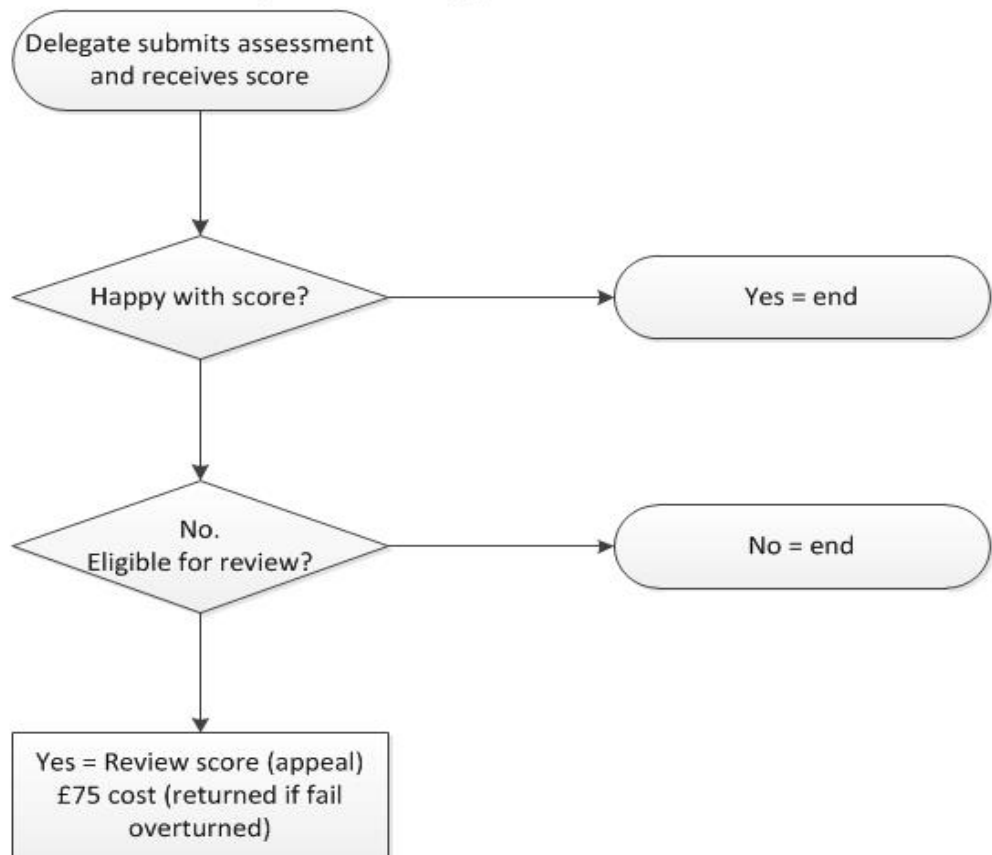 Delegate submits assessment
and receives score
Happy with score?
Yes = end
No.
Eligible for review?
No = end
Yes = Review score (appeal)
£75 cost (returned if fail
overturned)